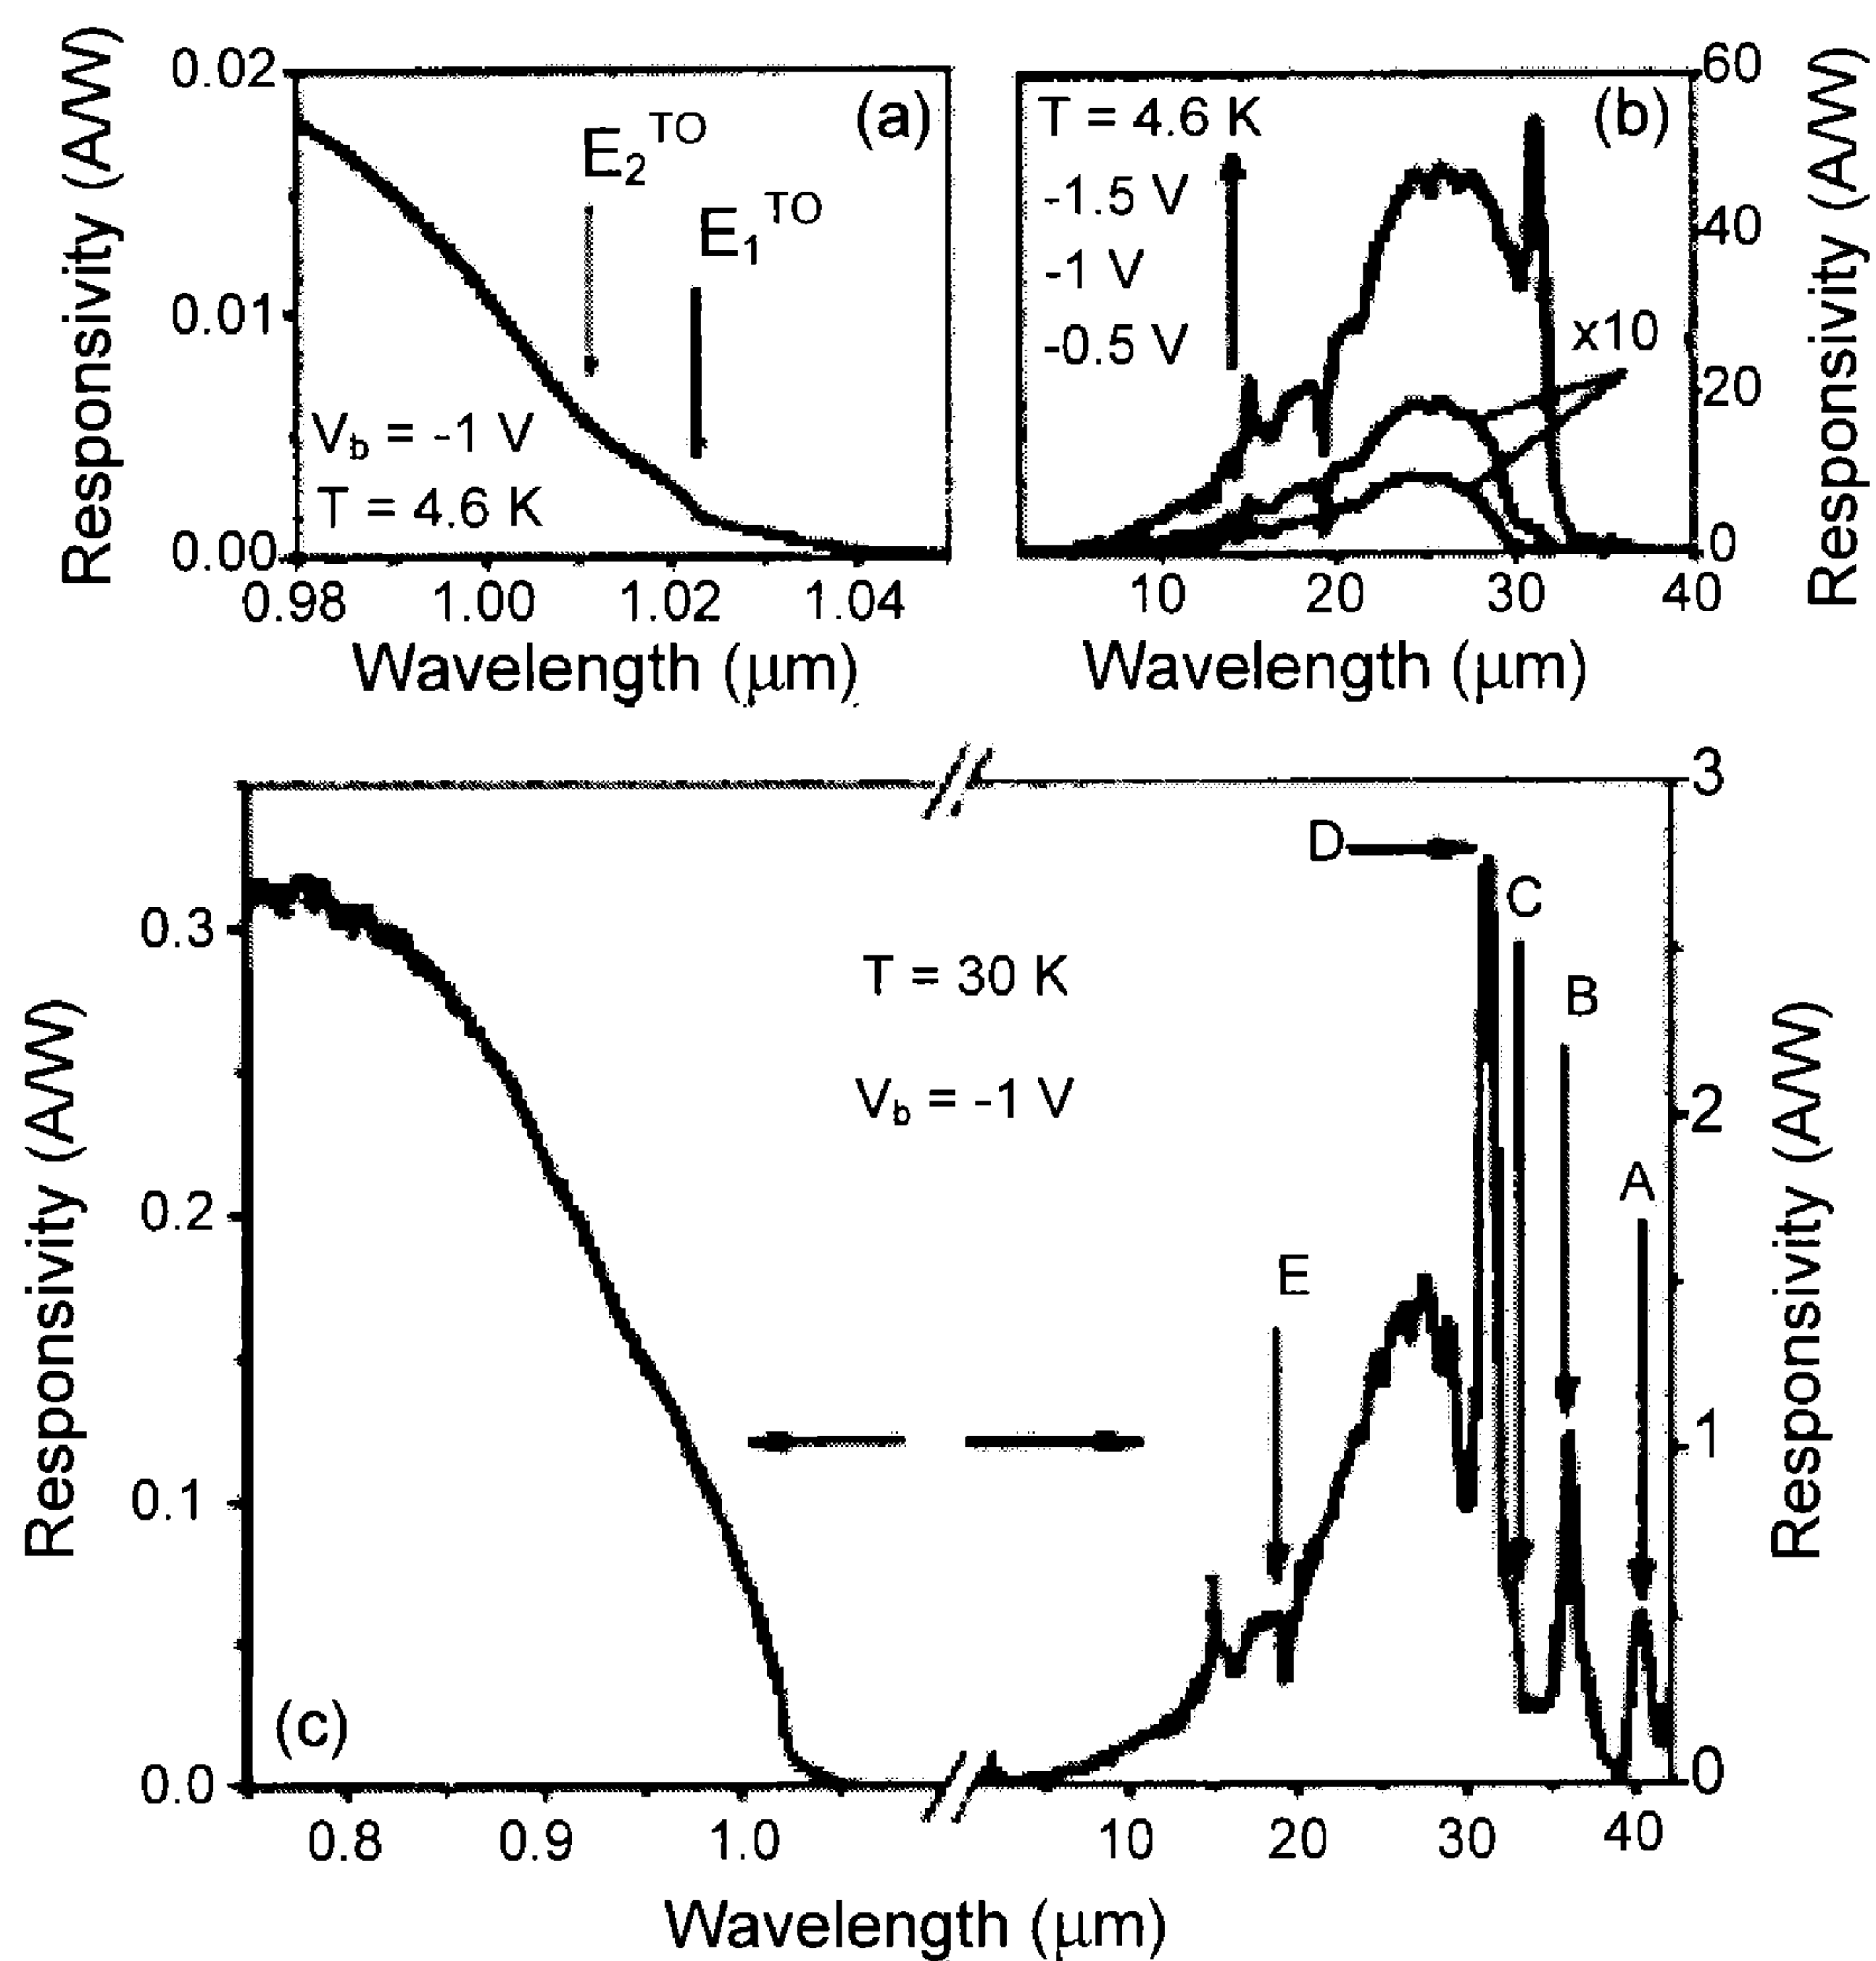 Responsivity (A/W)
0.02
0.01
0.00
(a)
E₂ᵀᴼ
E₁ᵀᴼ
V_b = -1 V
T = 4.6 K
0.98 1.00 1.02 1.04
Wavelength (μm)
(b)
T = 4.6 K
-1.5 V
-1 V
-0.5 V
x10
60
40
20
0
Responsivity (A/W)
10 20 30 40
Wavelength (μm)
Responsivity (A/W)
0.3
0.2
0.1
0.0
(c)
T = 30 K
V_b = -1 V
D
C
B
A
E
3
2
1
0
Responsivity (A/W)
0.8 0.9 1.0 10 20 30 40
Wavelength (μm)